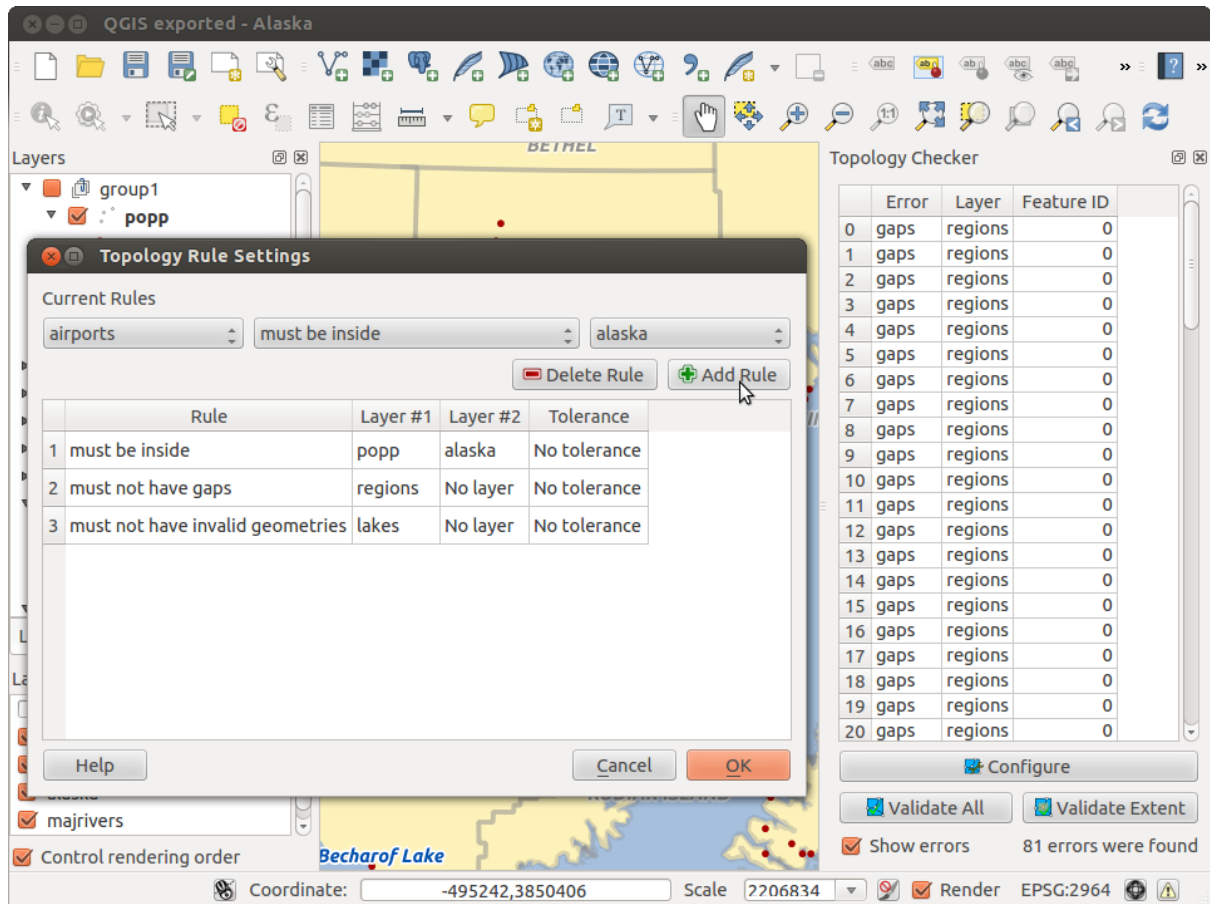 QGIS exported - Alaska
abc ab abc abc
1:1
T
ε
?
Layers
group1
popp
BETHEL
Topology Checker
Error Layer Feature ID
0 gaps regions 0
1 gaps regions 0
2 gaps regions 0
3 gaps regions 0
4 gaps regions 0
5 gaps regions 0
6 gaps regions 0
7 gaps regions 0
8 gaps regions 0
9 gaps regions 0
10 gaps regions 0
11 gaps regions 0
12 gaps regions 0
13 gaps regions 0
14 gaps regions 0
15 gaps regions 0
16 gaps regions 0
17 gaps regions 0
18 gaps regions 0
19 gaps regions 0
20 gaps regions 0
Topology Rule Settings
Current Rules
airports must be inside alaska
Delete Rule Add Rule
Rule Layer #1 Layer #2 Tolerance
1 must be inside popp alaska No tolerance
2 must not have gaps regions No layer No tolerance
3 must not have invalid geometries lakes No layer No tolerance
Help Cancel OK
Configure
Validate All Validate Extent
Show errors 81 errors were found
alaska
majrivers
Control rendering order
KODIAK ISLAND
Becharof Lake
Coordinate: -495242,3850406 Scale 2206834 Render EPSG:2964